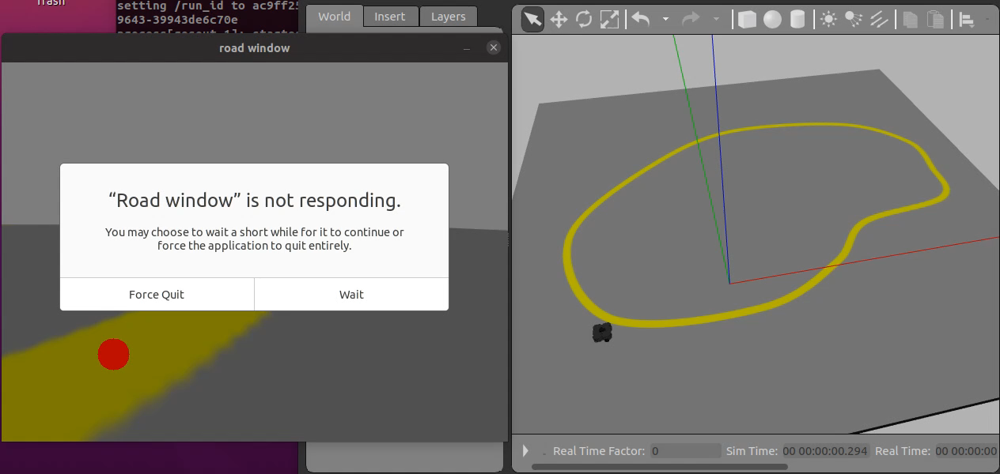 Trash
setting /run_id to ac9ff25
9643-39943de6c70e
World
Insert
Layers
road window
“Road window” is not responding.
You may choose to wait a short while for it to continue or
force the application to quit entirely.
Force Quit
Wait
Real Time Factor: 0 Sim Time: 00 00:00:00.294 Real Time: 00 00:00:00